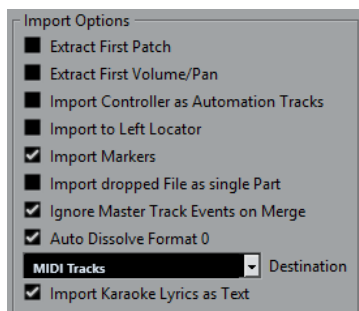 Import Options
Extract First Patch
Extract First Volume/Pan
Import Controller as Automation Tracks
Import to Left Locator
Import Markers
Import dropped File as single Part
Ignore Master Track Events on Merge
Auto Dissolve Format 0
MIDI Tracks Destination
Import Karaoke Lyrics as Text